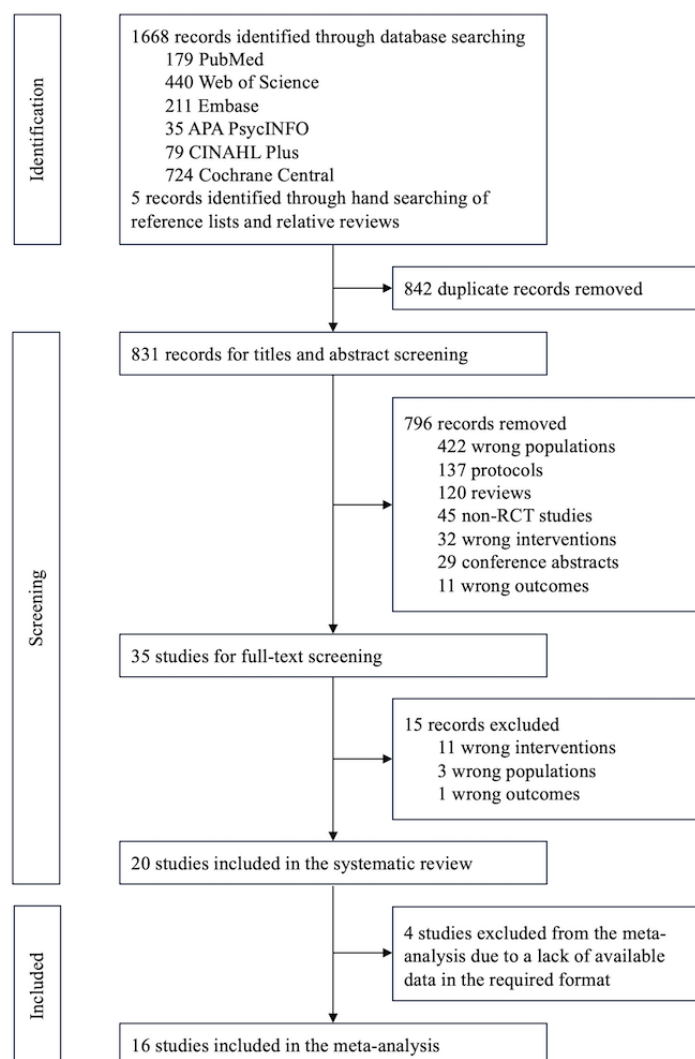 Identification
1668 records identified through database searching
179 PubMed
440 Web of Science
211 Embase
35 APA PsycINFO
79 CINAHL Plus
724 Cochrane Central
5 records identified through hand searching of
reference lists and relative reviews
842 duplicate records removed
Screening
831 records for titles and abstract screening
796 records removed
422 wrong populations
137 protocols
120 reviews
45 non-RCT studies
32 wrong interventions
29 conference abstracts
11 wrong outcomes
35 studies for full-text screening
15 records excluded
11 wrong interventions
3 wrong populations
1 wrong outcomes
20 studies included in the systematic review
Included
4 studies excluded from the meta-
analysis due to a lack of available
data in the required format
16 studies included in the meta-analysis